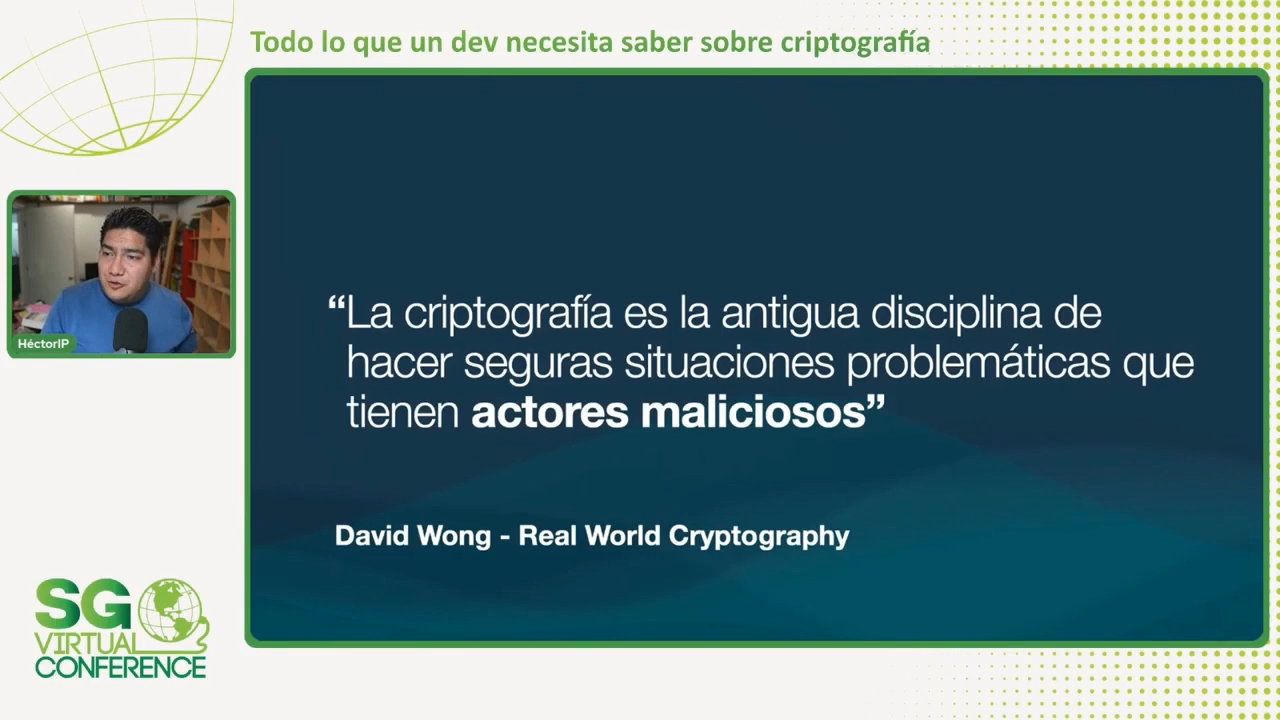 Todo lo que un dev necesita saber sobre criptografía
HéctorIP
“La criptografía es la antigua disciplina de
hacer seguras situaciones problemáticas que
tienen actores maliciosos”
David Wong - Real World Cryptography
SG
VIRTUAL
CONFERENCE